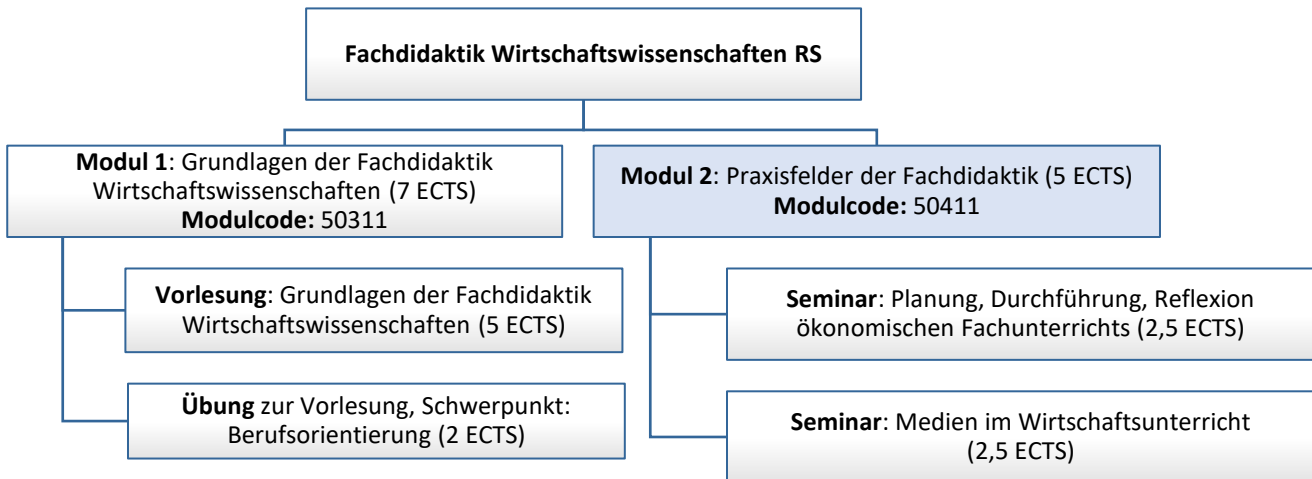 Fachdidaktik Wirtschaftswissenschaften RS
Modul 1: Grundlagen der Fachdidaktik
Wirtschaftswissenschaften (7 ECTS)
Modulcode: 50311
Vorlesung: Grundlagen der Fachdidaktik
Wirtschaftswissenschaften (5 ECTS)
Übung zur Vorlesung, Schwerpunkt:
Berufsorientierung (2 ECTS)
Modul 2: Praxisfelder der Fachdidaktik (5 ECTS)
Modulcode: 50411
Seminar: Planung, Durchführung, Reflexion
ökonomischen Fachunterrichts (2,5 ECTS)
Seminar: Medien im Wirtschaftsunterricht
(2,5 ECTS)